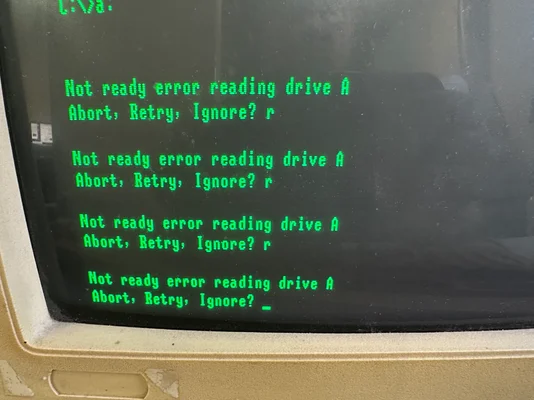 C:\>a:
Not ready error reading drive A
Abort, Retry, Ignore? r
Not ready error reading drive A
Abort, Retry, Ignore? r
Not ready error reading drive A
Abort, Retry, Ignore? r
Not ready error reading drive A
Abort, Retry, Ignore? _